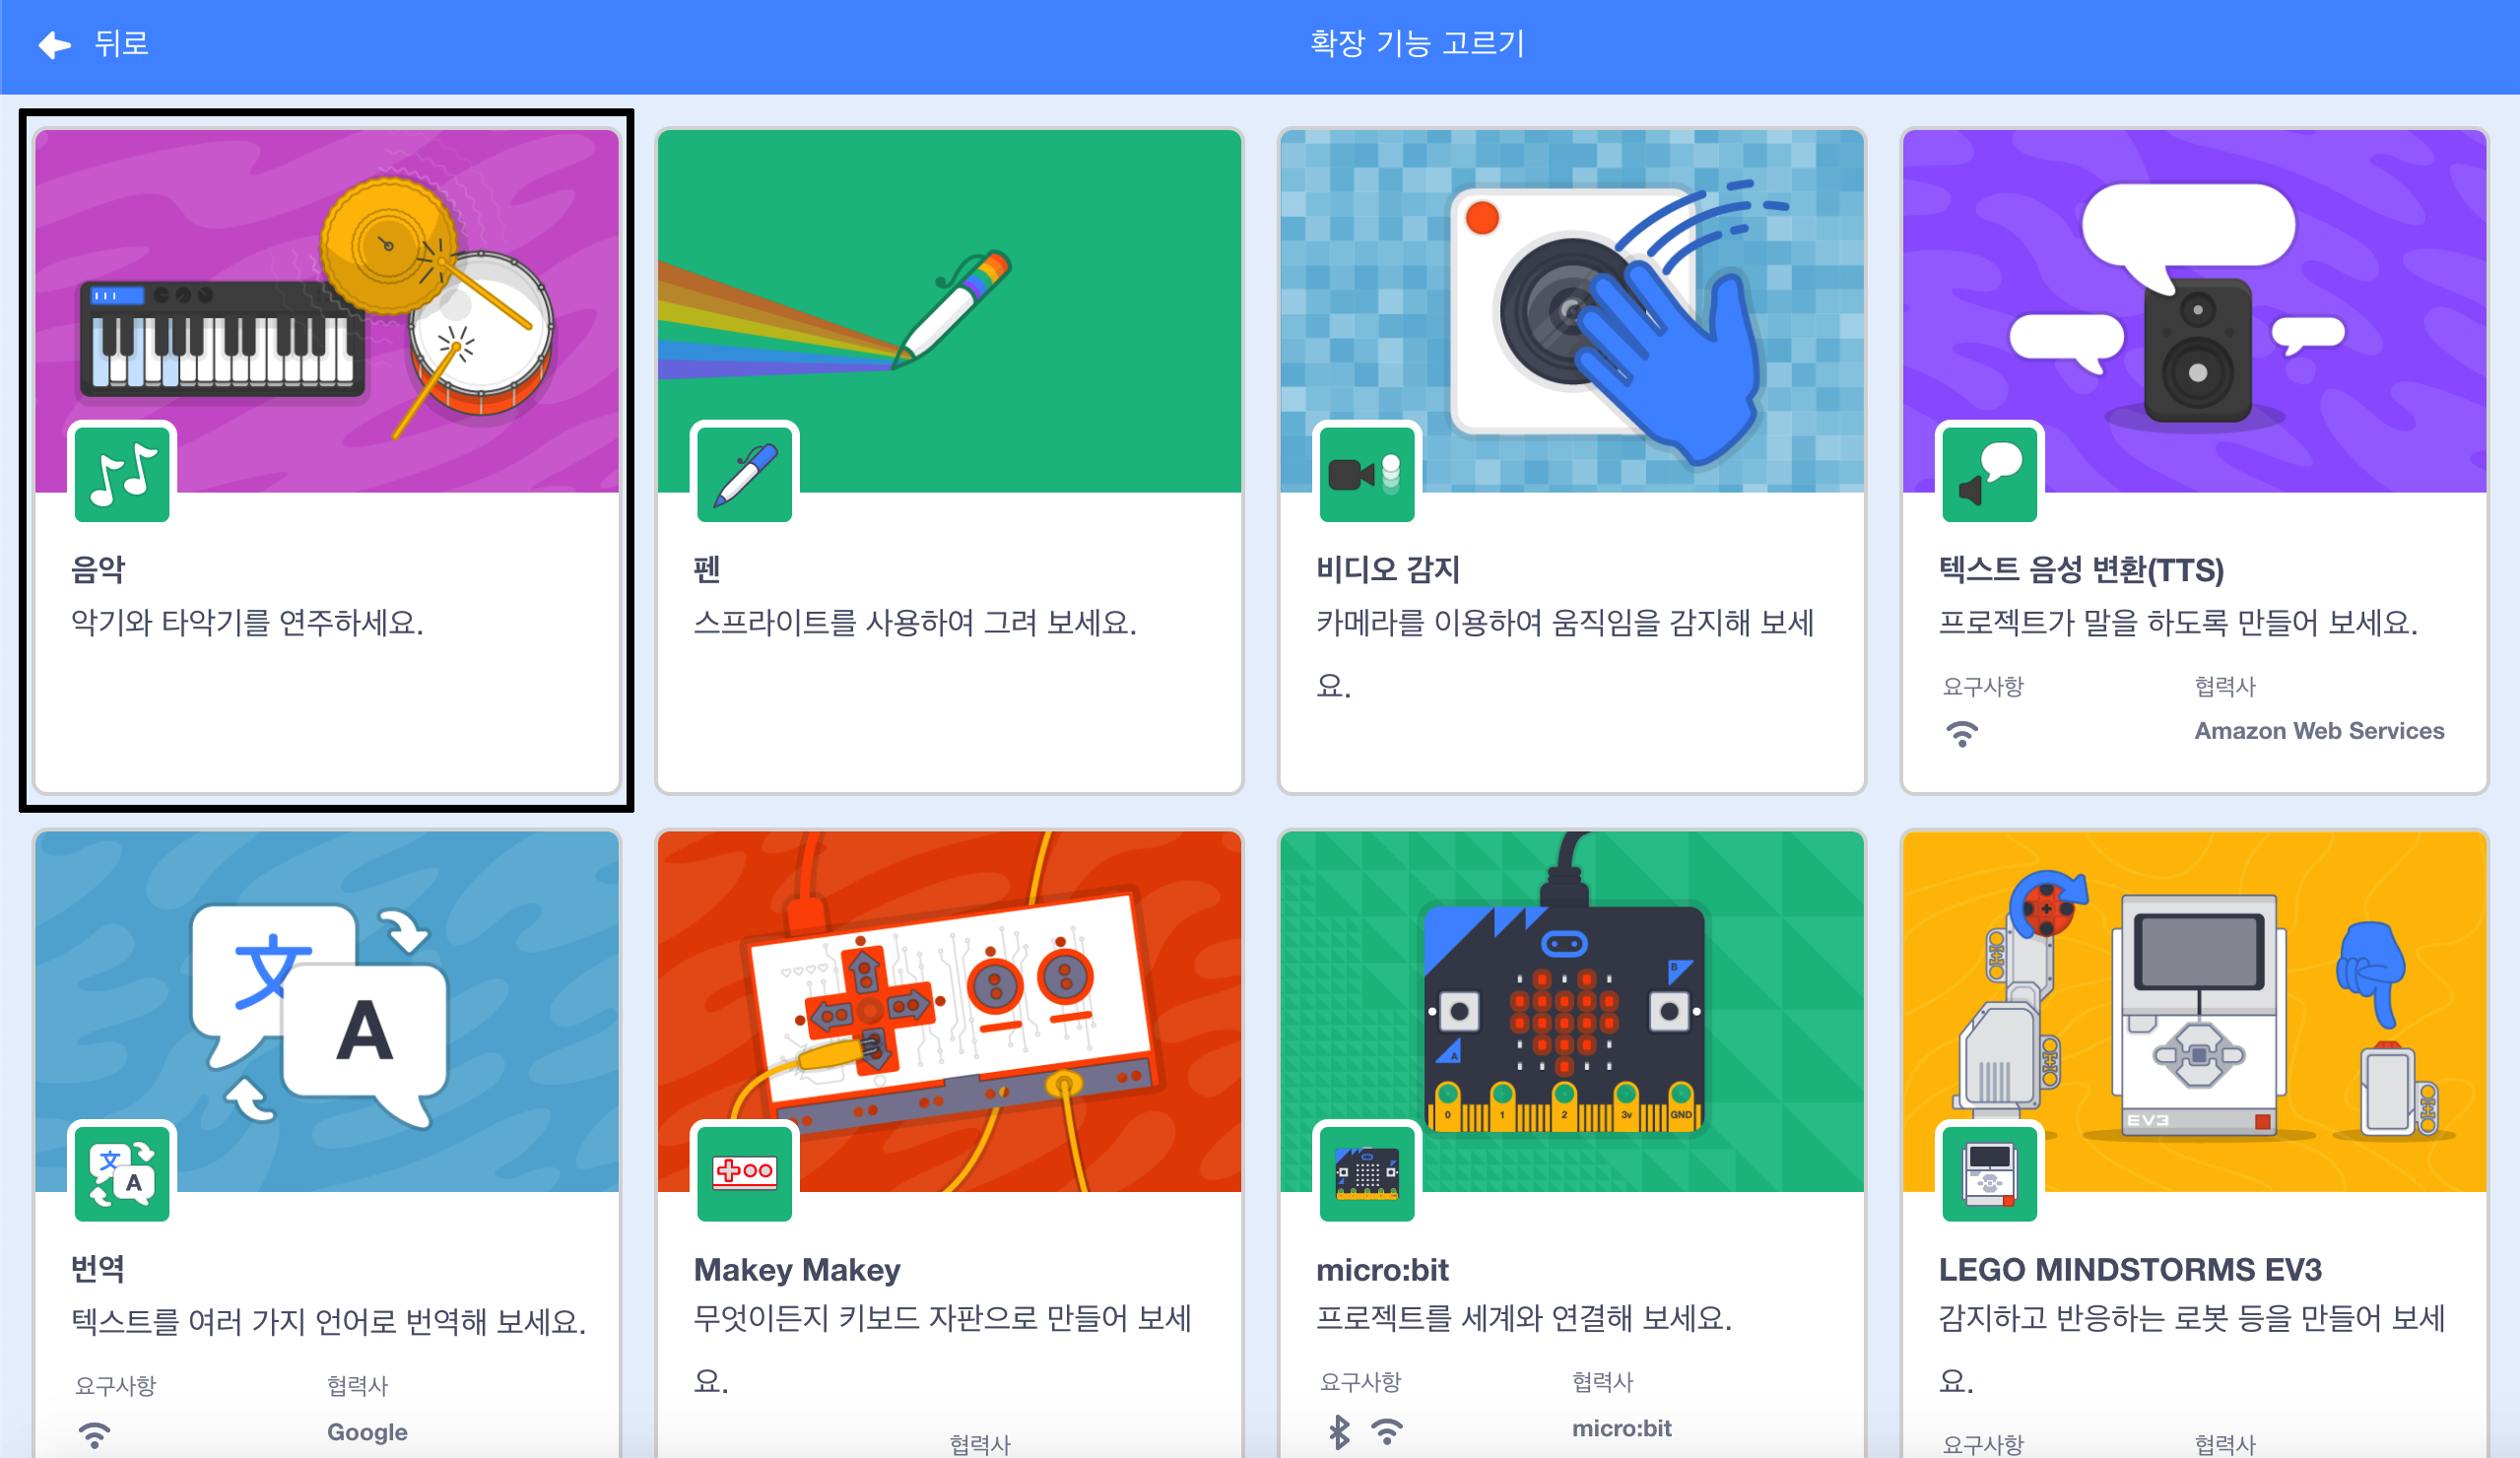 뒤로
확장 기능 고르기
음악
악기와 타악기를 연주하세요.
펜
스프라이트를 사용하여 그려 보세요.
비디오 감지
카메라를 이용하여 움직임을 감지해 보세
요.
텍스트 음성 변환(TTS)
프로젝트가 말을 하도록 만들어 보세요.
요구사항
협력사
Amazon Web Services
文
A
文
A
번역
텍스트를 여러 가지 언어로 번역해 보세요.
요구사항
협력사
Google
Makey Makey
무엇이든지 키보드 자판으로 만들어 보세
요.
협력사
B
A
0 1 2 3v GND
micro:bit
프로젝트를 세계와 연결해 보세요.
요구사항
협력사
micro:bit
EV3
LEGO MINDSTORMS EV3
감지하고 반응하는 로봇 등을 만들어 보세
요.
요구사항
협력사